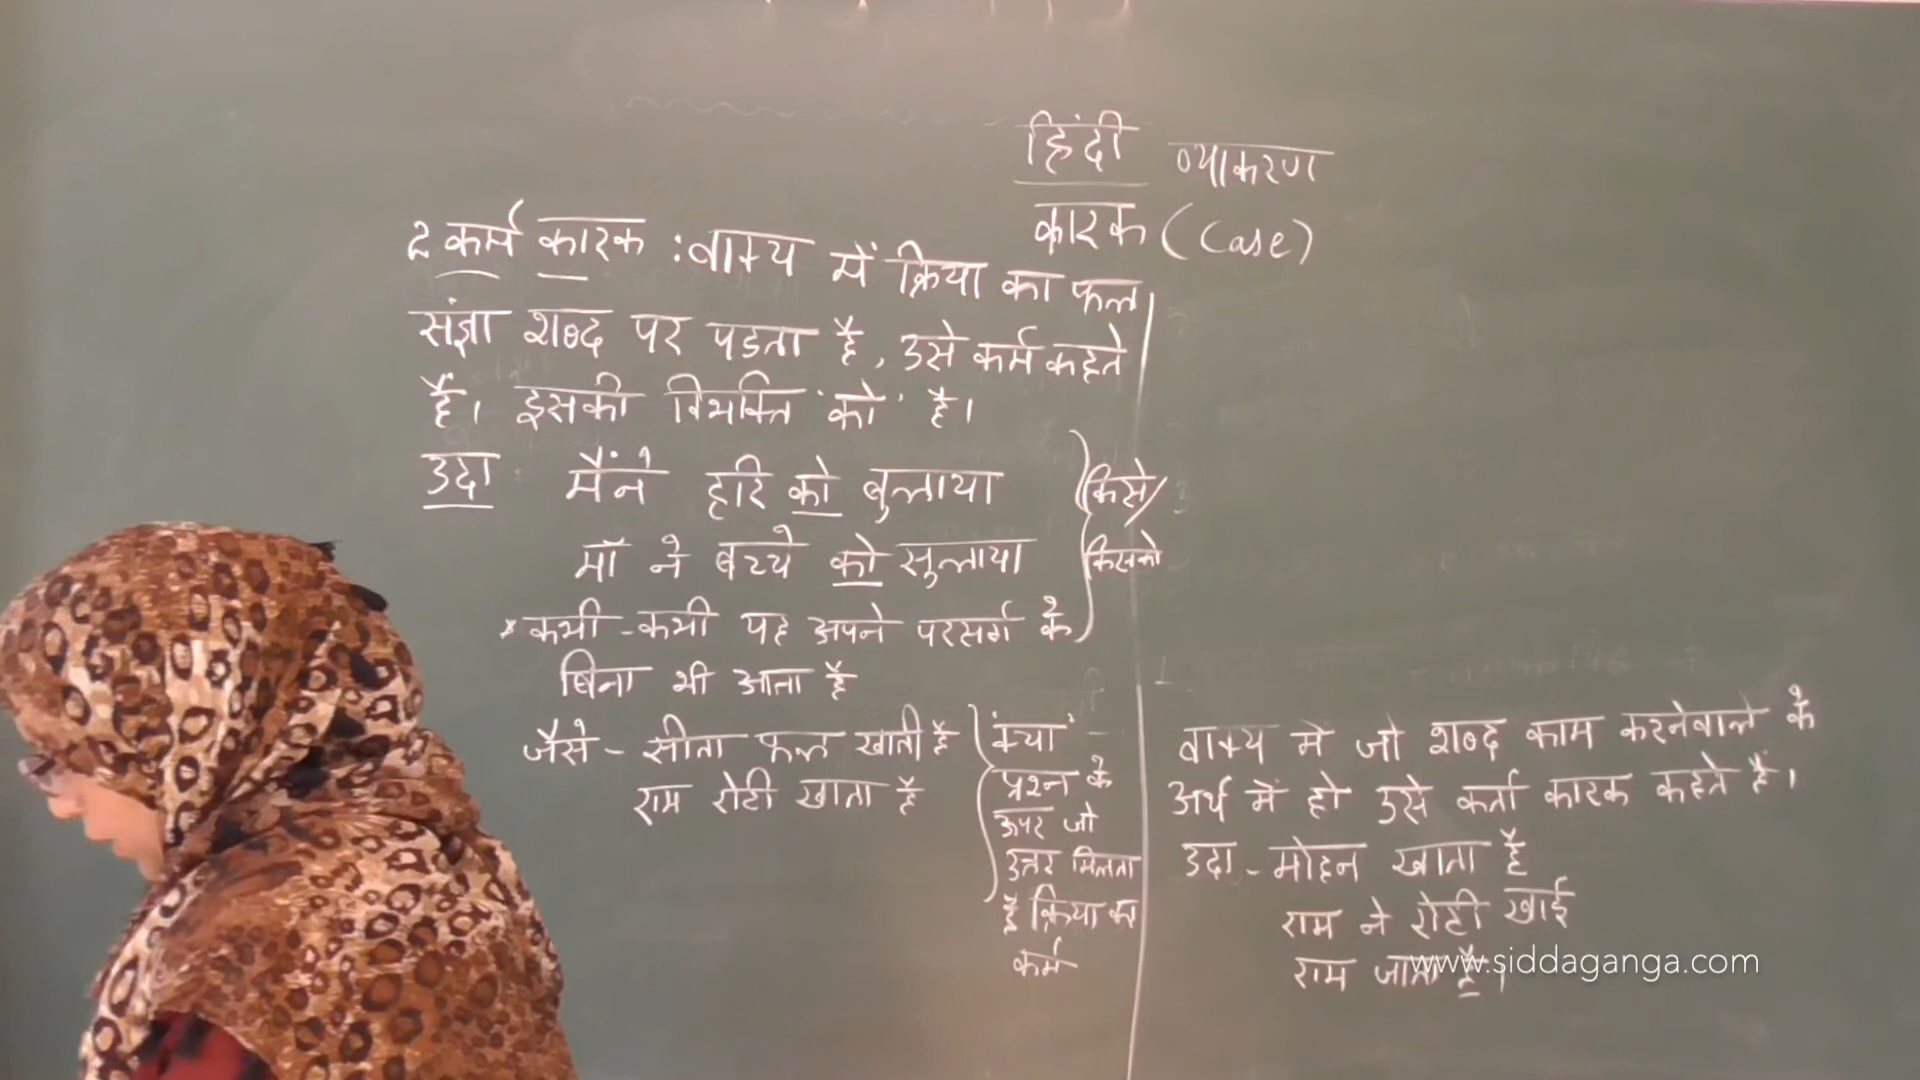 हिंदी व्याकरण
कारक (Case)
2 कर्म कारक : वाक्य में क्रिया का फल
संज्ञा शब्द पर पडता है, उसे कर्म कहते
हैं। इसकी विभक्ति 'को' है।
उदा मैंने हरि को बुलाया
माँ ने बच्चे को सुलाया
किसे/
किसको
* कभी-कभी यह अपने परसर्ग के
बिना भी आता है
जैसे - सीता फल खाती है
राम रोटी खाता है
'क्या'
प्रश्न के
ऊपर जो
उत्तर मिलता
है क्रिया का
कर्म
वाक्य मे जो शब्द काम करनेवाले के
अर्थ में हो उसे कर्ता कारक कहते हैं।
उदा - मोहन खाता है
राम ने रोटी खाई
राम जाता है।
www.siddaganga.com